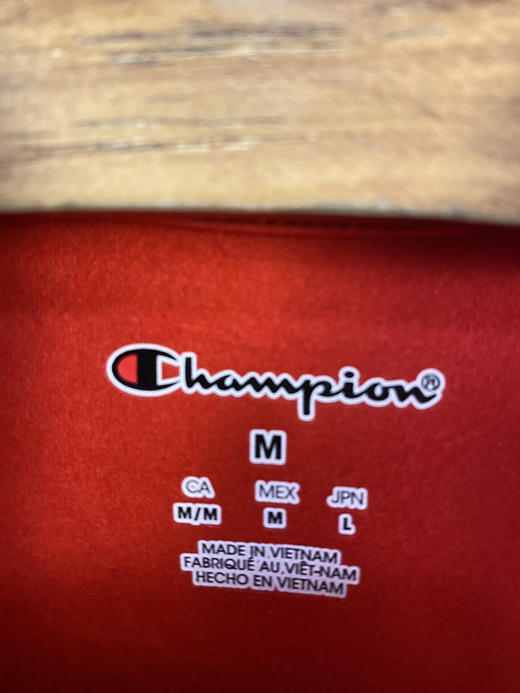 Champion®
M
CA MEX JPN
M/M M L
MADE IN VIETNAM
FABRIQUÉ AU VIÊT-NAM
HECHO EN VIETNAM